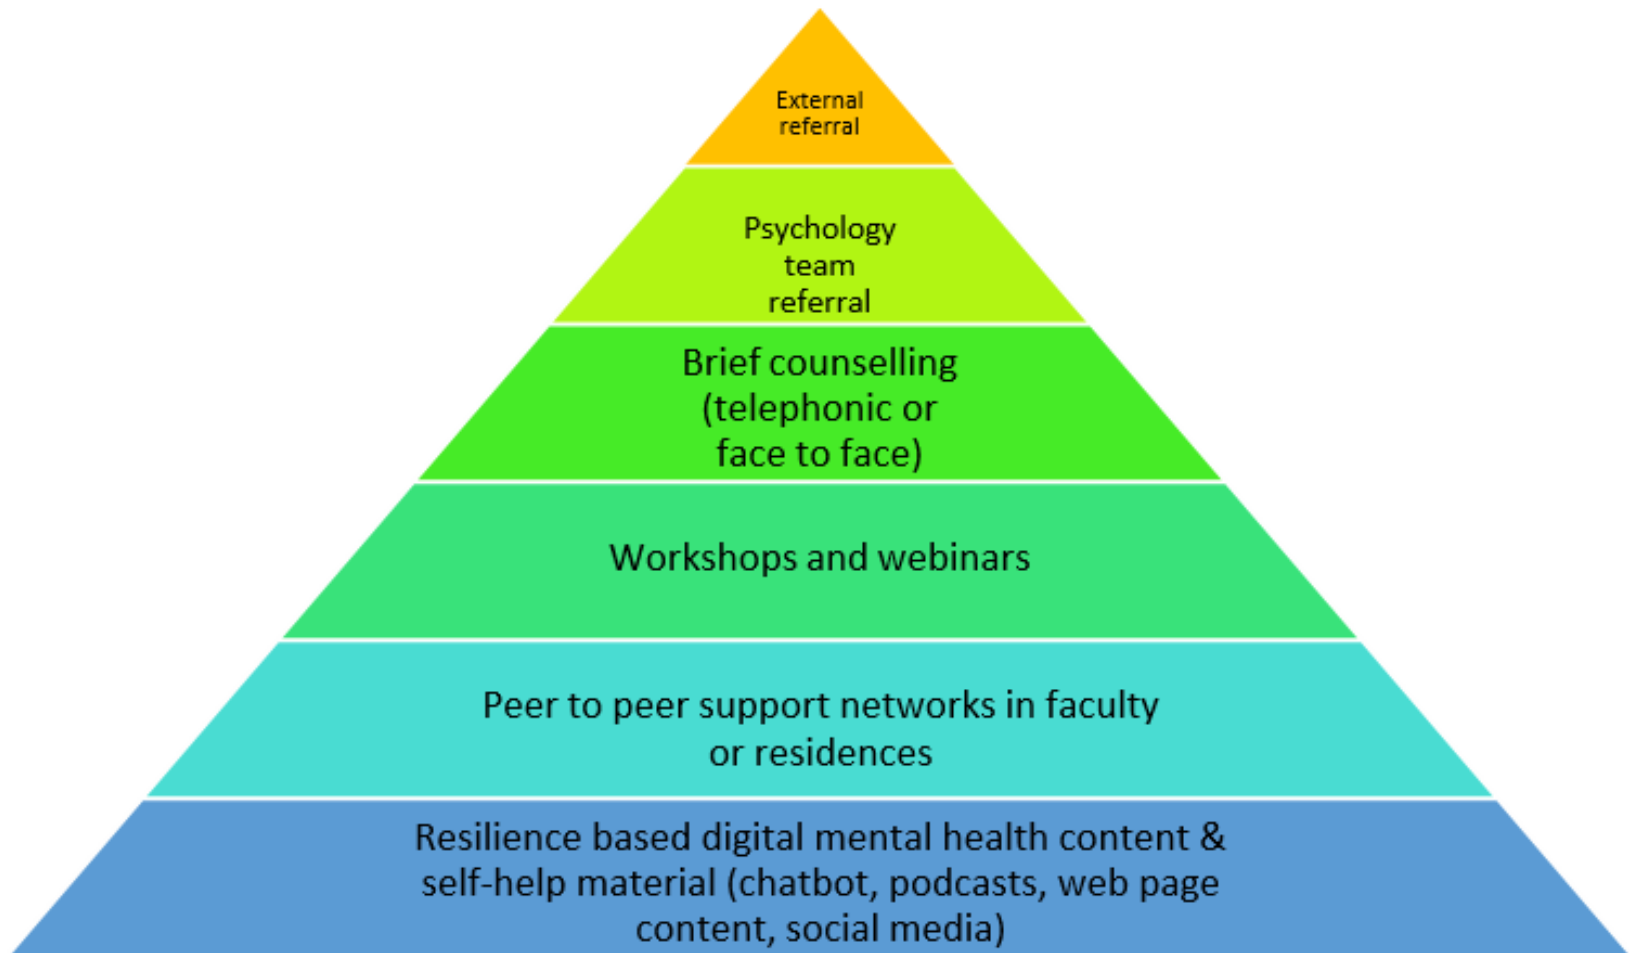 External
referral
Psychology
team
referral
Brief counselling
(telephonic or
face to face)
Workshops and webinars
Peer to peer support networks in faculty
or residences
Resilience based digital mental health content &
self-help material (chatbot, podcasts, web page
content, social media)